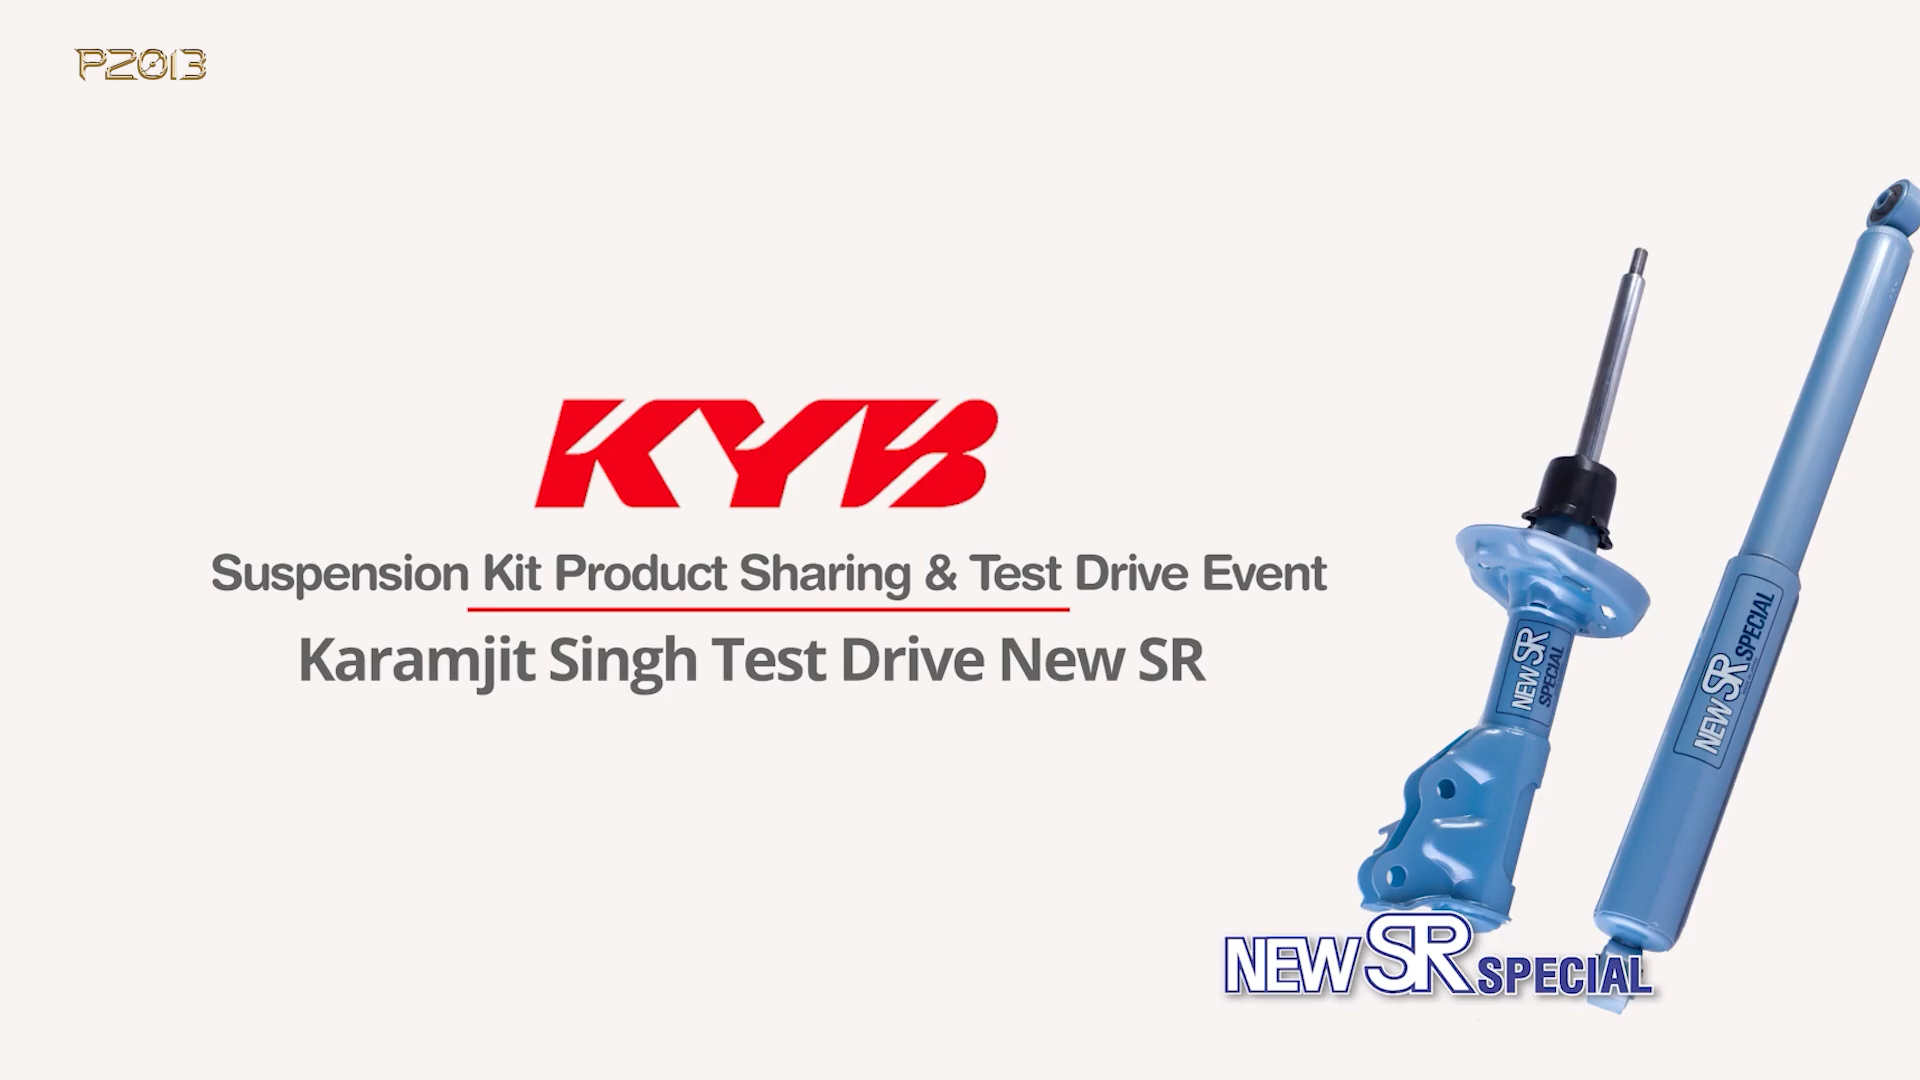 PZ013
KYB
Suspension Kit Product Sharing & Test Drive Event
Karamjit Singh Test Drive New SR
NEW SR SPECIAL
NEW SR SPECIAL
NEW SR SPECIAL